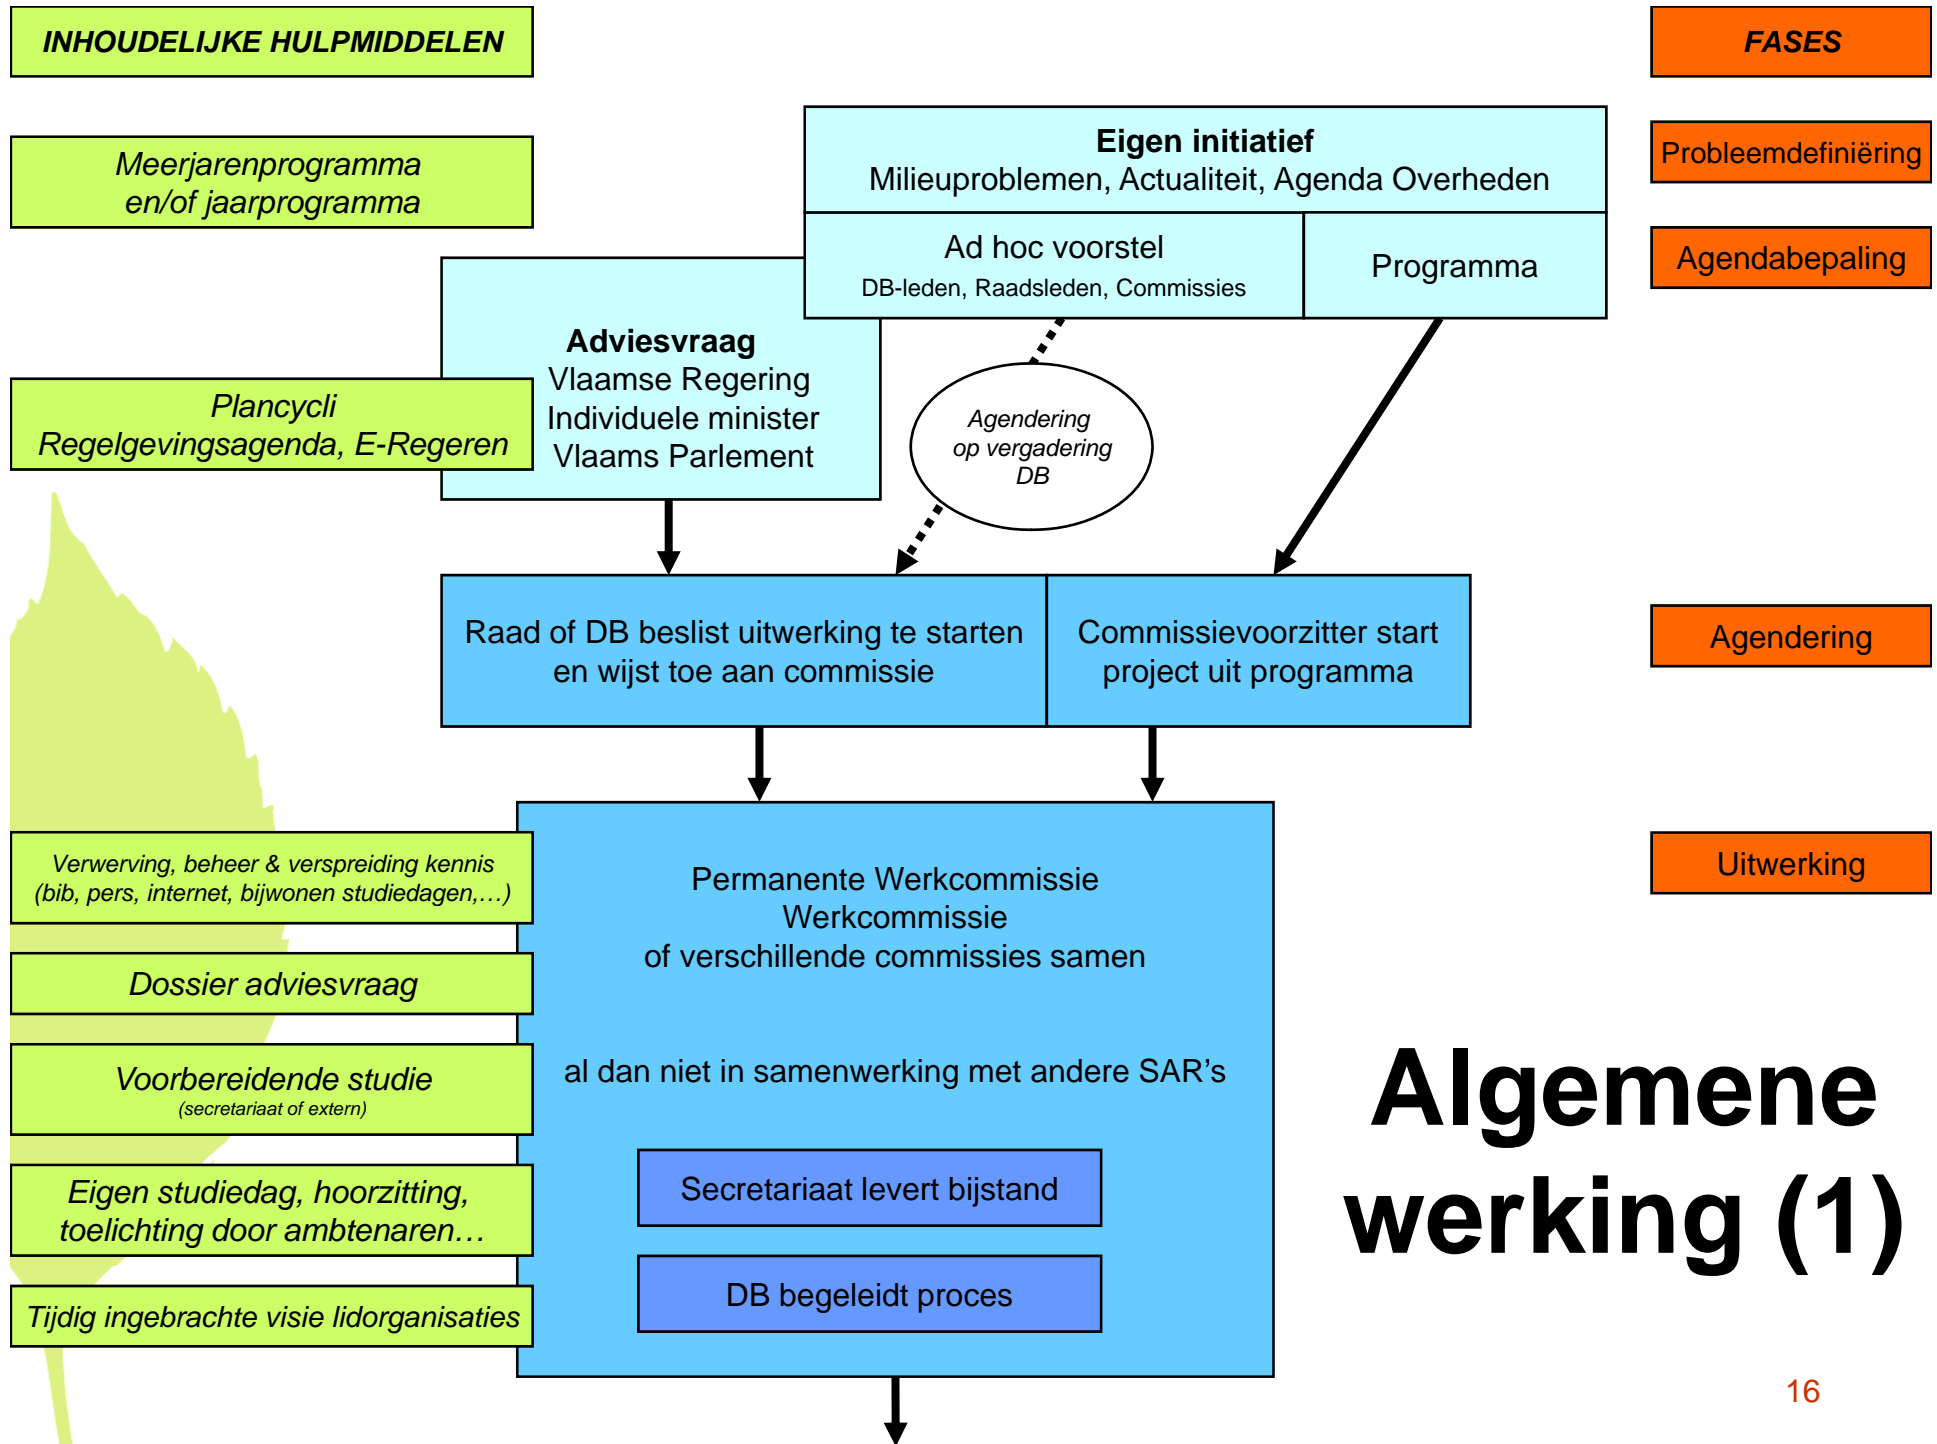 INHOUDELIJKE HULPMIDDELEN
FASES
Meerjarenprogramma
en/of jaarprogramma
Eigen initiatief
Milieuproblemen, Actualiteit, Agenda Overheden
Probleemdefiniëring
Ad hoc voorstel
DB-leden, Raadsleden, Commissies
Programma
Agendabepaling
Adviesvraag
Vlaamse Regering
Individuele minister
Vlaams Parlement
Plancycli
Regelgevingsagenda, E-Regeren
Agendering
op vergadering
DB
Raad of DB beslist uitwerking te starten
en wijst toe aan commissie
Commissievoorzitter start
project uit programma
Agendering
Verwerving, beheer & verspreiding kennis
(bib, pers, internet, bijwonen studiedagen,…)
Permanente Werkcommissie
Werkcommissie
of verschillende commissies samen
Uitwerking
Dossier adviesvraag
Voorbereidende studie
(secretariaat of extern)
al dan niet in samenwerking met andere SAR’s
Eigen studiedag, hoorzitting,
toelichting door ambtenaren…
Secretariaat levert bijstand
Tijdig ingebrachte visie lidorganisaties
DB begeleidt proces
Algemene
werking (1)
16